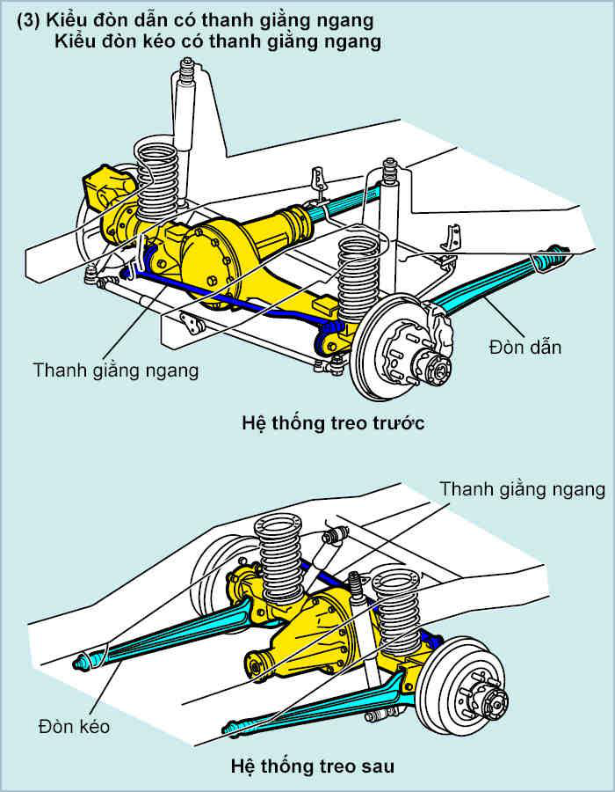 (3) Kiểu đòn dẫn có thanh giằng ngang
Kiểu đòn kéo có thanh giằng ngang
Thanh giằng ngang
Đòn dẫn
Hệ thống treo trước
Thanh giằng ngang
Đòn kéo
Hệ thống treo sau